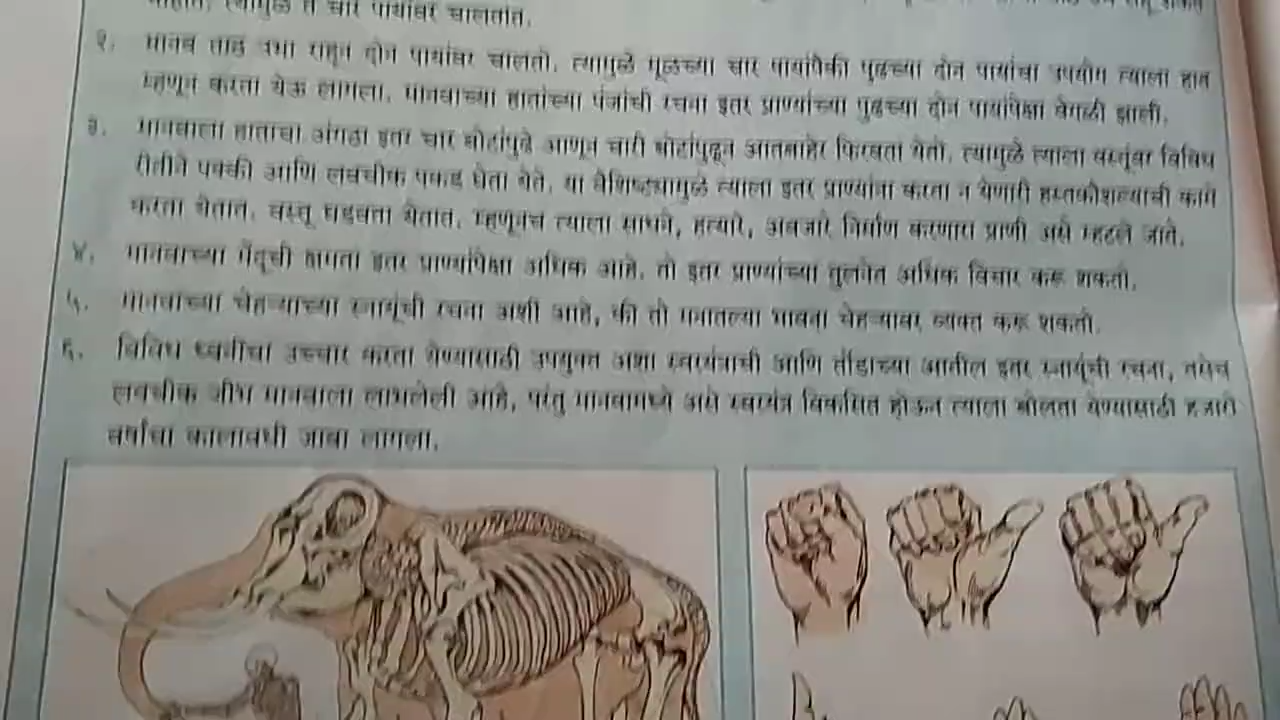 त्यामुळे ते चार पायांवर चालतात.
२. मानव ताठ उभा राहून दोन पायांवर चालतो. त्यामुळे मूळच्या चार पायांपैकी पुढच्या दोन पायांचा उपयोग त्याला हात
म्हणून करता येऊ लागला. मानवाच्या हातांच्या पंजांची रचना इतर प्राण्यांच्या पुढच्या दोन पायांपेक्षा वेगळी झाली.
३. मानवाला हाताचा अंगठा इतर चार बोटांपुढे आणून चारी बोटांपुढून आतबाहेर फिरवता येतो. त्यामुळे त्याला वस्तूंवर विविध
रीतीने पक्की आणि लवचीक पकड घेता येते. या वैशिष्ट्यामुळे त्याला इतर प्राण्यांना करता न येणारी हस्तकौशल्याची कामे
करता येतात. वस्तू घडवता येतात. म्हणूनच त्याला साधने, हत्यारे, अवजारे निर्माण करणारा प्राणी असे म्हटले जाते.
४. मानवाच्या मेंदूची क्षमता इतर प्राण्यांपेक्षा अधिक आहे. तो इतर प्राण्यांच्या तुलनेत अधिक विचार करू शकतो.
५. मानवाच्या चेहऱ्याच्या स्नायूंची रचना अशी आहे, की तो मनातल्या भावना चेहऱ्यावर व्यक्त करू शकतो.
६. विविध ध्वनींचा उच्चार करता येण्यासाठी उपयुक्त अशा स्वरयंत्राची आणि तोंडाच्या आतील इतर स्नायूंची रचना, तसेच
लवचीक जीभ मानवाला लाभलेली आहे, परंतु मानवामध्ये असे स्वरयंत्र विकसित होऊन त्याला बोलता येण्यासाठी हजारो
वर्षांचा कालावधी जावा लागला.